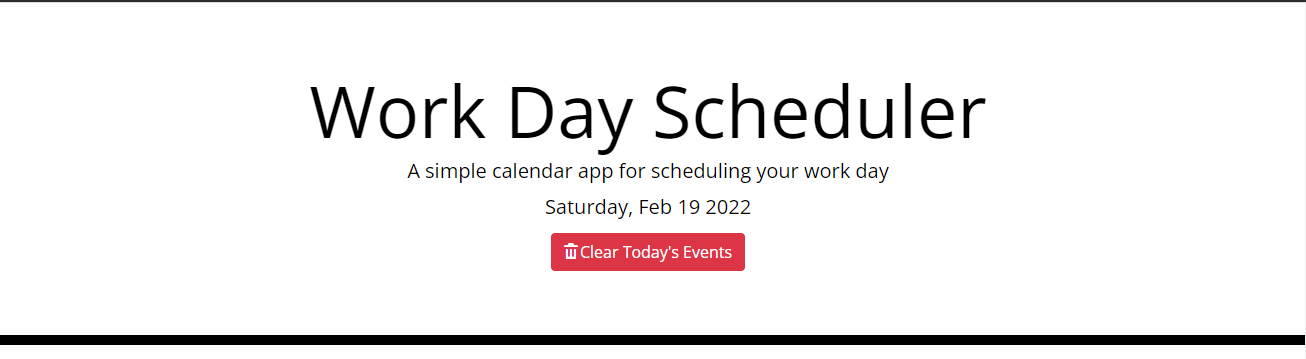 Work Day Scheduler
A simple calendar app for scheduling your work day
Saturday, Feb 19 2022
Clear Today's Events